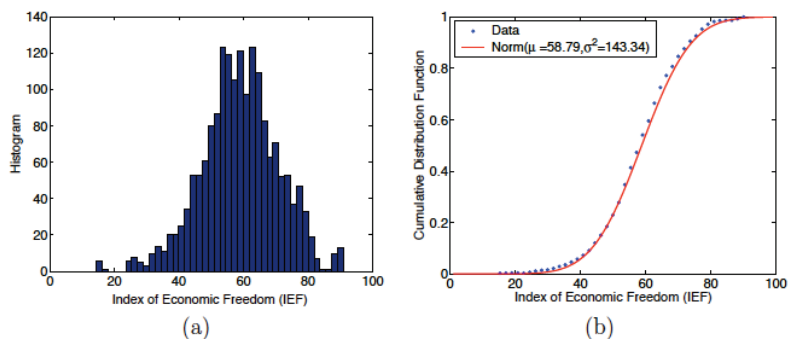 140
120
100
80
60
40
20
0
Histogram
0 20 40 60 80 100
Index of Economic Freedom (IEF)
(a)
1
0.8
0.6
0.4
0.2
0
Cumulative Distribution Function
Data
Norm(μ =58.79,σ²=143.34)
0 20 40 60 80 100
Index of Economic Freedom (IEF)
(b)